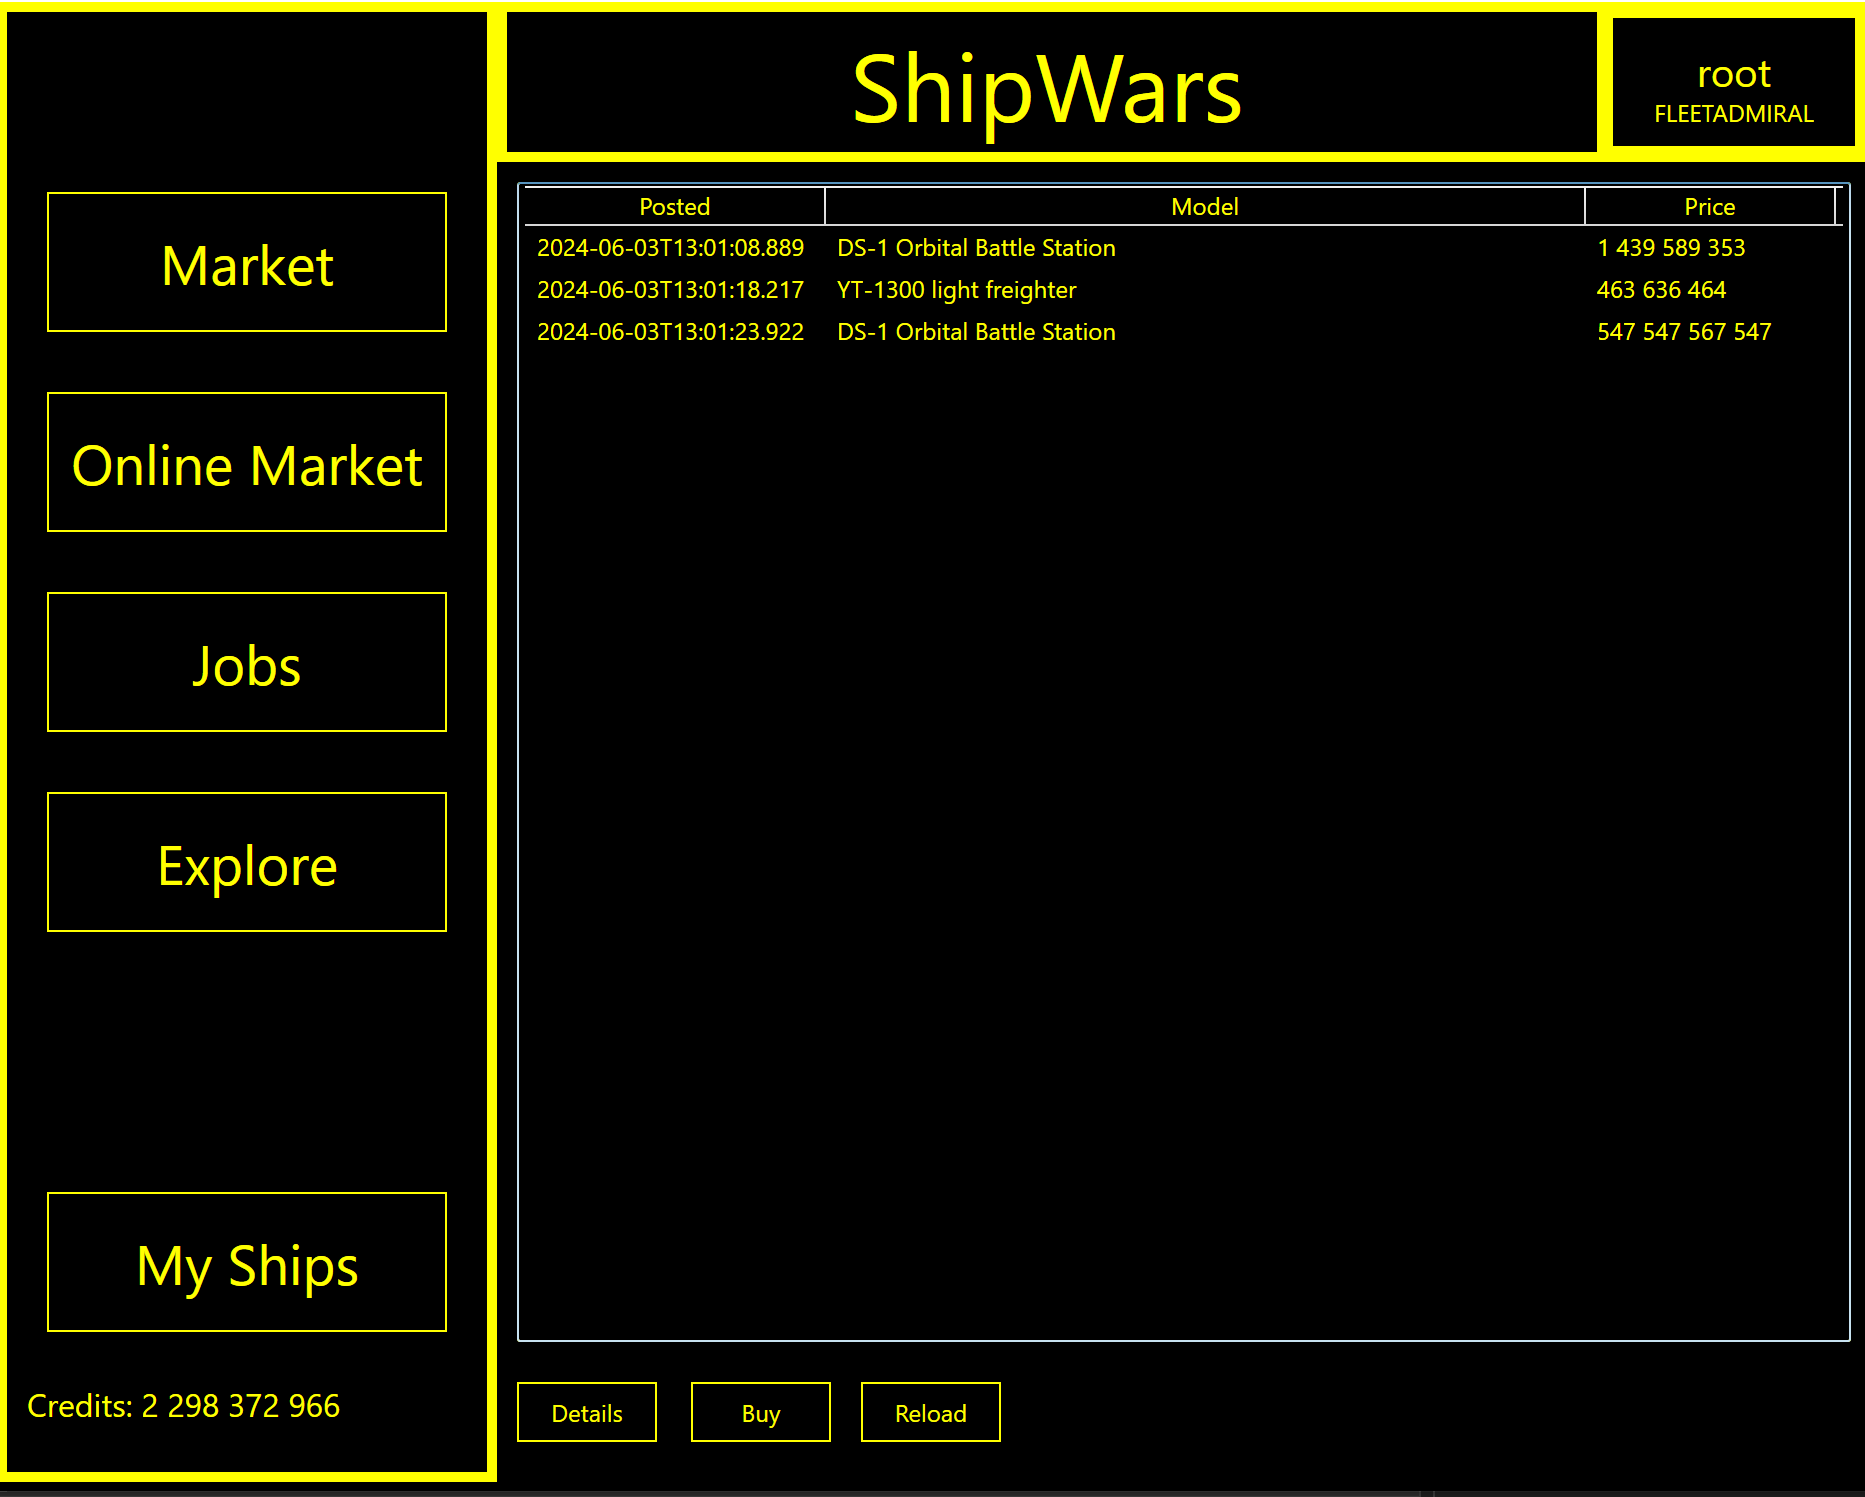 ShipWars
root
FLEETADMIRAL
Market
Online Market
Jobs
Explore
My Ships
Credits: 2 298 372 966
Posted Model Price
2024-06-03T13:01:08.889 DS-1 Orbital Battle Station 1 439 589 353
2024-06-03T13:01:18.217 YT-1300 light freighter 463 636 464
2024-06-03T13:01:23.922 DS-1 Orbital Battle Station 547 547 567 547
Details Buy Reload